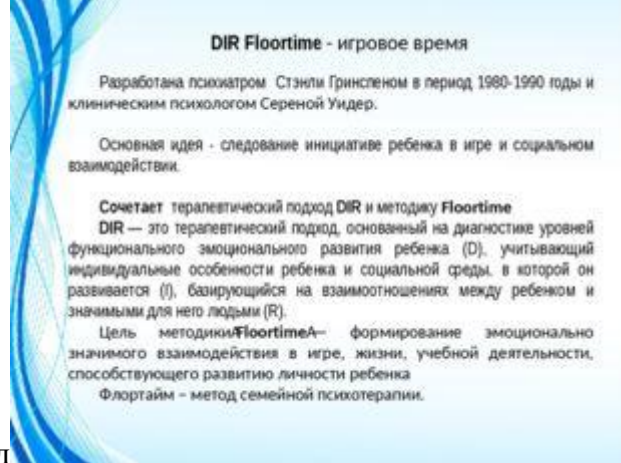 DIR Floortime - игровое время
Разработана психиатром Стэнли Гринспеном в период 1980-1990 годы и
клиническим психологом Сереной Уидер.
Основная идея - следование инициативе ребенка в игре и социальном
взаимодействии.
Сочетает терапевтический подход DIR и методику Floortime
DIR — это терапевтический подход, основанный на диагностике уровней
функционального эмоционального развития ребенка (D), учитывающий
индивидуальные особенности ребенка и социальной среды, в которой он
развивается (I), базирующийся на взаимоотношениях между ребенком и
значимыми для него людьми (R).
Цель методики Floortime — формирование эмоционально
значимого взаимодействия в игре, жизни, учебной деятельности,
способствующего развитию личности ребенка
Флортайм – метод семейной психотерапии.